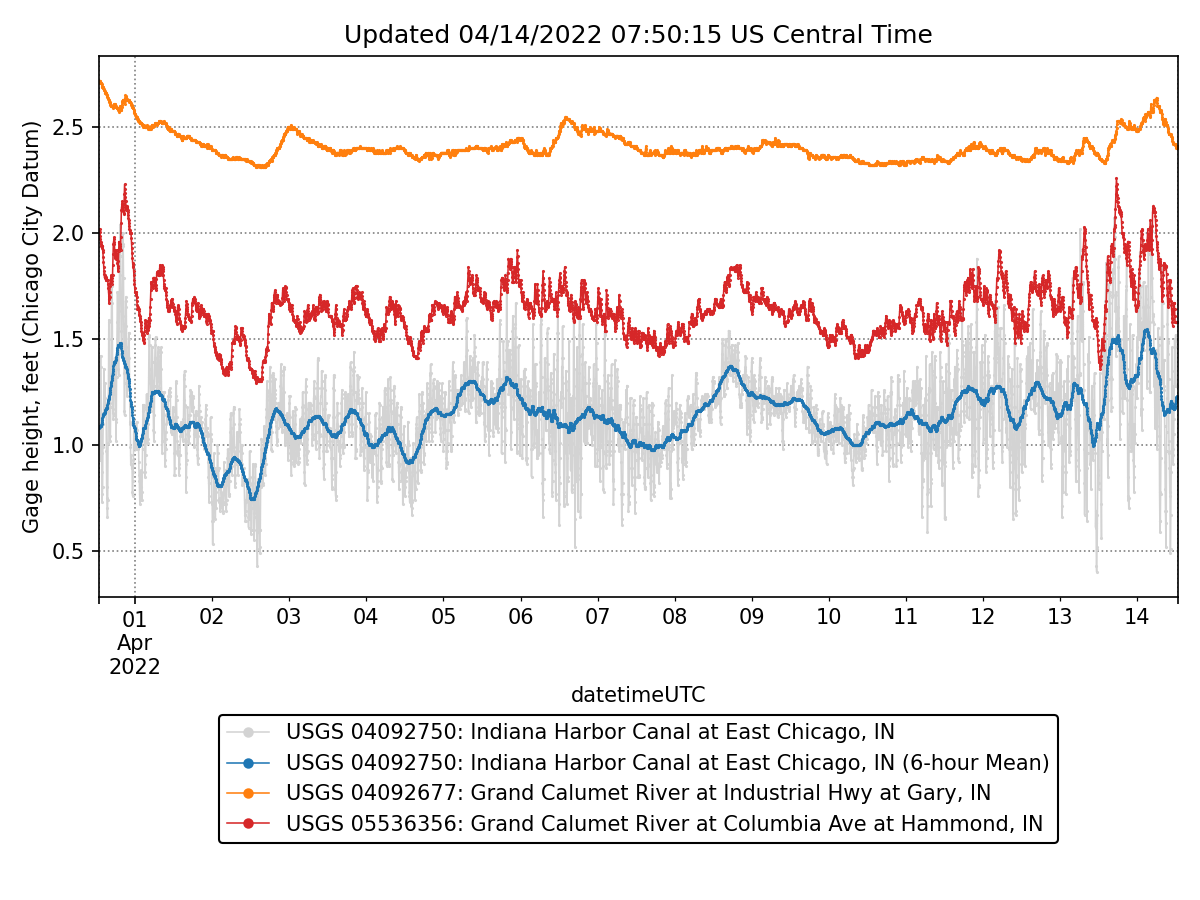 Updated 04/14/2022 07:50:15 US Central Time
Gage height, feet (Chicago City Datum)
2.5
2.0
1.5
1.0
0.5
01 02 03 04 05 06 07 08 09 10 11 12 13 14
Apr
2022
datetimeUTC
USGS 04092750: Indiana Harbor Canal at East Chicago, IN
USGS 04092750: Indiana Harbor Canal at East Chicago, IN (6-hour Mean)
USGS 04092677: Grand Calumet River at Industrial Hwy at Gary, IN
USGS 05536356: Grand Calumet River at Columbia Ave at Hammond, IN